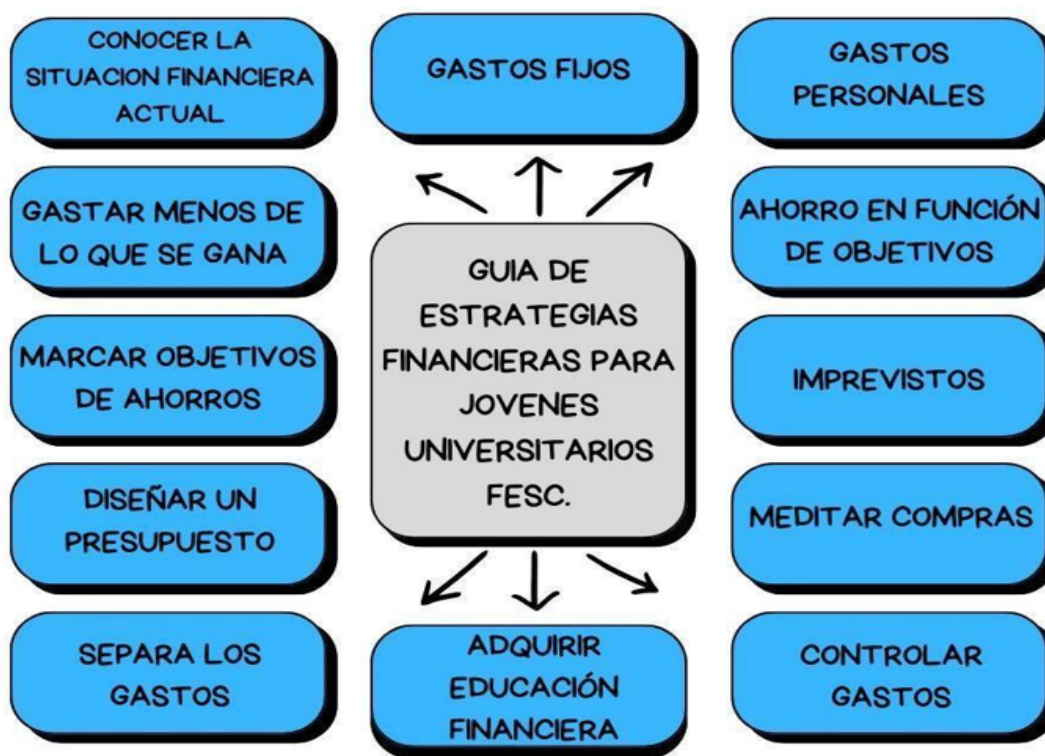 CONOCER LA
SITUACION FINANCIERA
ACTUAL
GASTOS FIJOS
GASTOS
PERSONALES
GASTAR MENOS DE
LO QUE SE GANA
AHORRO EN FUNCIÓN
DE OBJETIVOS
GUIA DE
ESTRATEGIAS
FINANCIERAS PARA
JOVENES
UNIVERSITARIOS
FESC.
MARCAR OBJETIVOS
DE AHORROS
IMPREVISTOS
DISEÑAR UN
PRESUPUESTO
MEDITAR COMPRAS
SEPARA LOS
GASTOS
ADQUIRIR
EDUCACIÓN
FINANCIERA
CONTROLAR
GASTOS